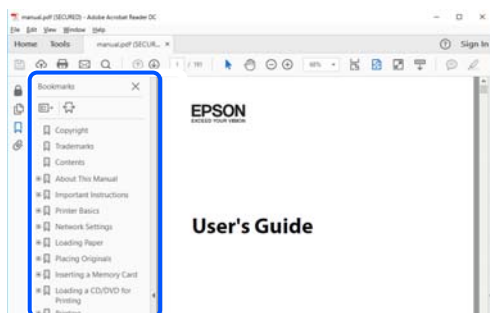 manual.pdf (SECURED) - Adobe Acrobat Reader DC
File Edit View Window Help
Home Tools manual.pdf (SECUR... × Sign In
Bookmarks
EPSON
EXCEED YOUR VISION
Copyright
Trademarks
Contents
About This Manual
Important Instructions
Printer Basics
Network Settings
User's Guide
Loading Paper
Placing Originals
Inserting a Memory Card
Loading a CD/DVD for
Printing